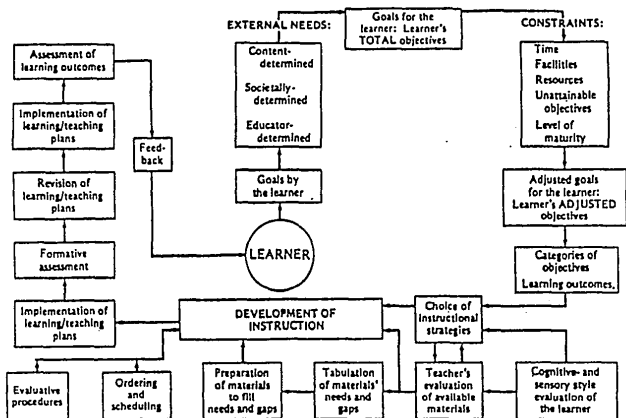 EXTERNAL NEEDS:
Content-
determined
Societally-
determined
Educator-
determined
Goals for the
learner: Learner's
TOTAL objectives
CONSTRAINTS:
Time
Facilities
Resources
Unattainable
objectives
Level of
maturity
Assessment of
learning outcomes
Implementation of
learning/teaching
plans
Feed-
back
Revision of
learning/teaching
plans
Goals by
the learner
Adjusted goals
for the learner:
Learner's ADJUSTED
objectives
LEARNER
Formative
assessment
Categories of
objectives
Learning outcomes.
Implementation of
learning/teaching
plans
DEVELOPMENT OF
INSTRUCTION
Choice of
instructional
strategies
Evaluative
procedures
Ordering
and
scheduling
Preparation
of materials
to fill
needs and gaps
Tabulation
of materials'
needs and
gaps
Teacher's
evaluation
of available
materials
Cognitive- and
sensory style
evaluation of
the learner